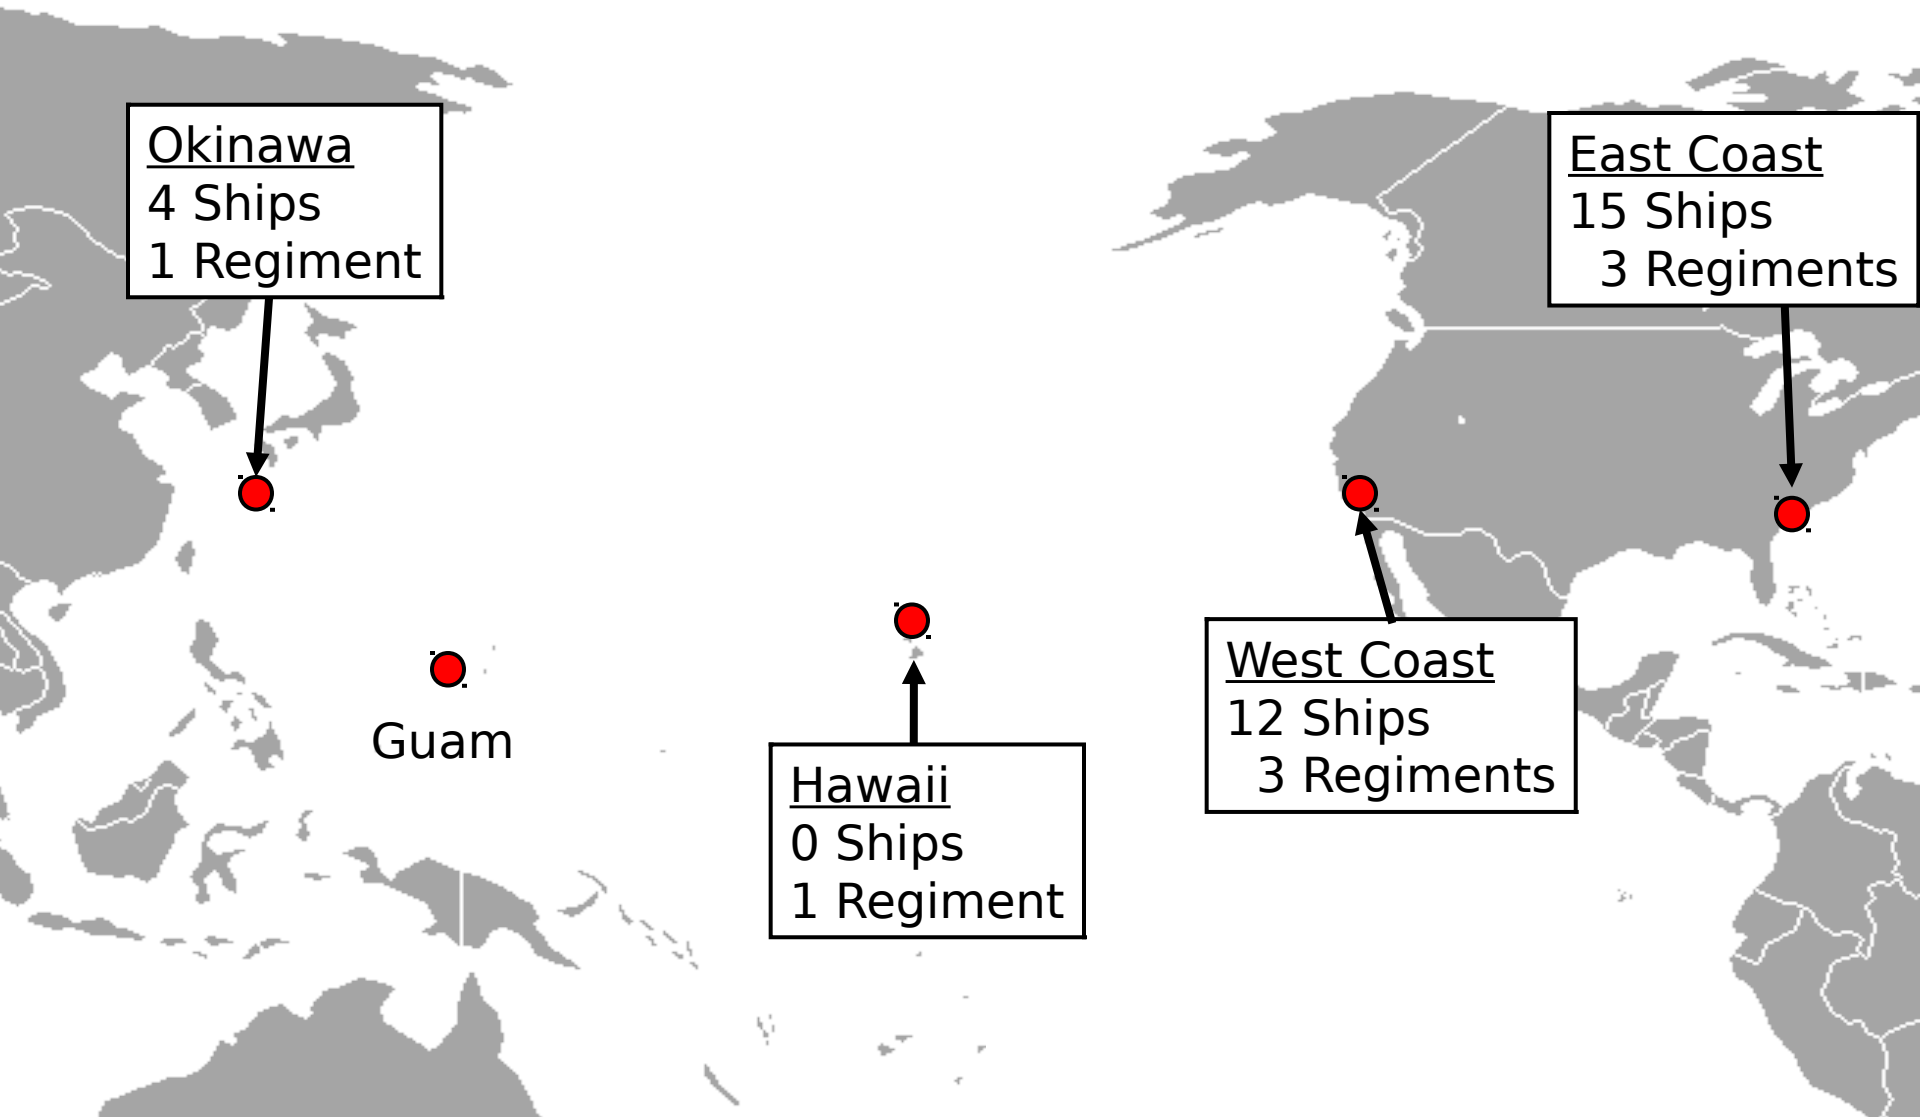 Okinawa
4 Ships
1 Regiment
East Coast
15 Ships
3 Regiments
West Coast
12 Ships
3 Regiments
Guam
Hawaii
0 Ships
1 Regiment